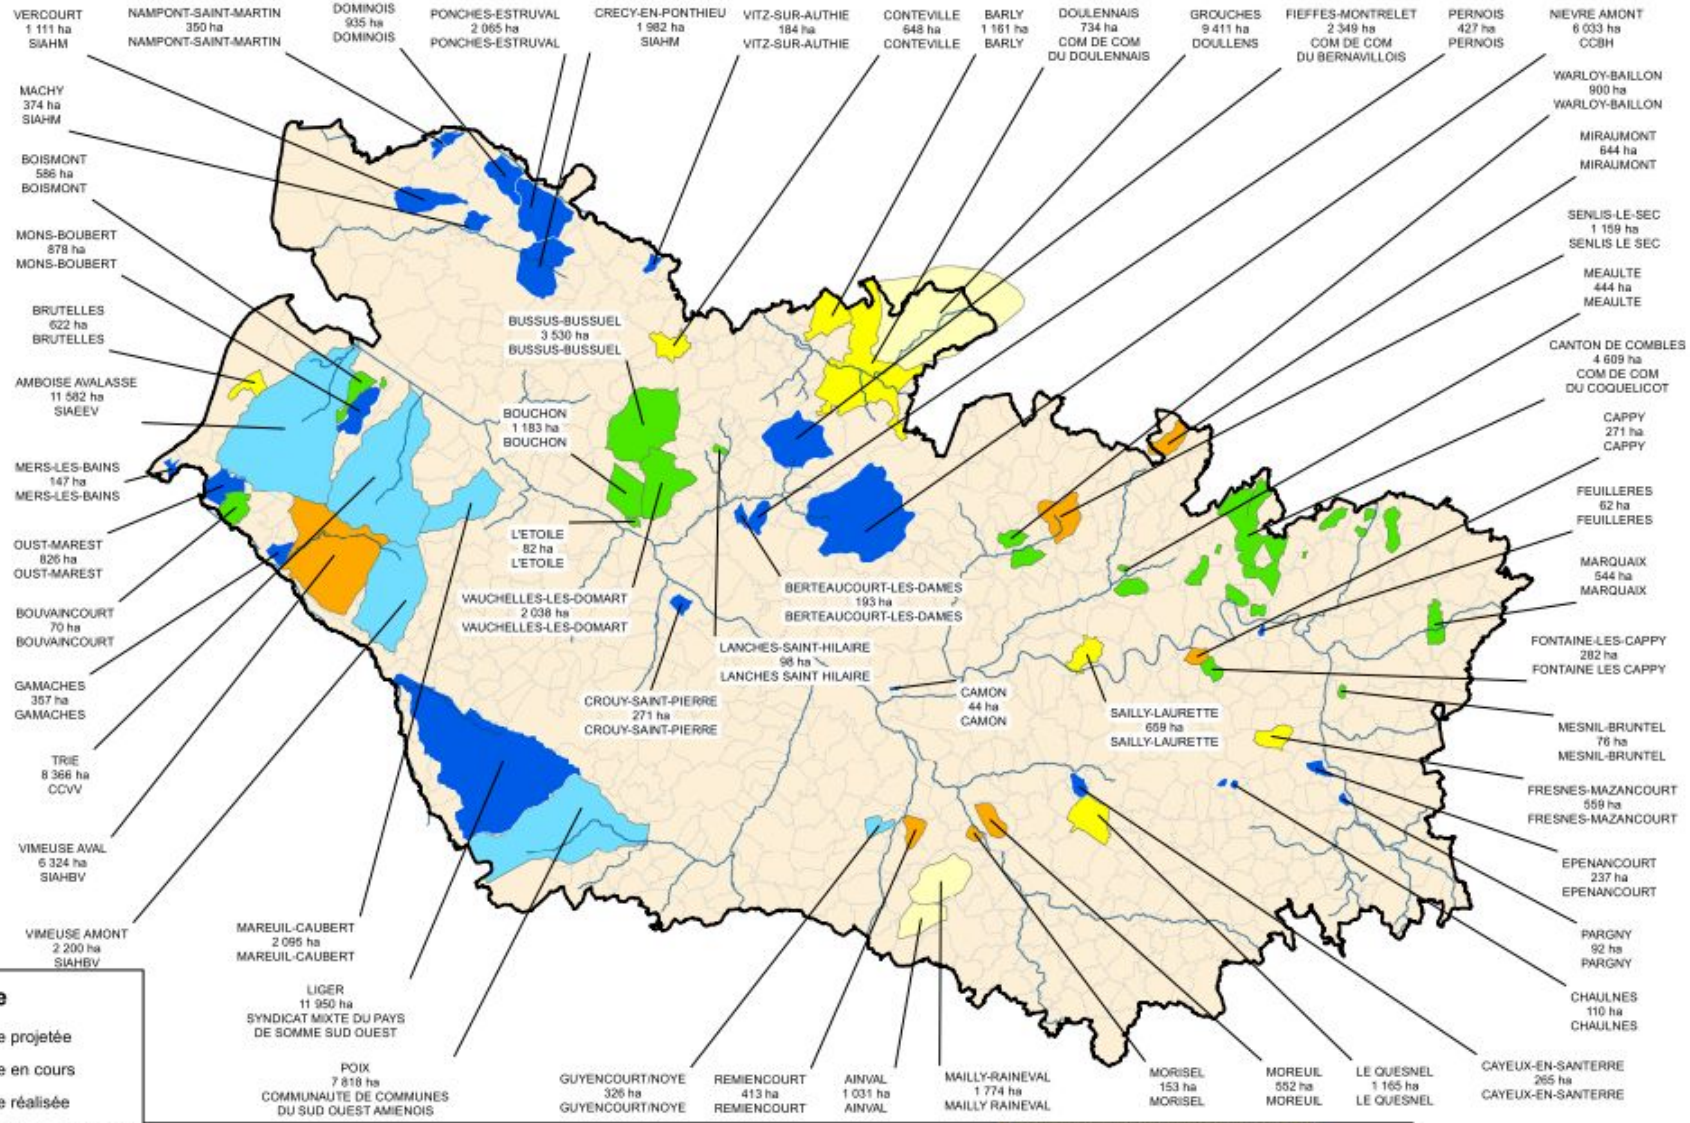 VERCOURT
1 111 ha
SIAHM
NAMPONT-SAINT-MARTIN
350 ha
NAMPONT-SAINT-MARTIN
DOMINOIS
935 ha
DOMINOIS
PONCHES-ESTRUVAL
2 065 ha
PONCHES-ESTRUVAL
CRECY-EN-PONTHIEU
1 982 ha
SIAHM
VITZ-SUR-AUTHIE
184 ha
VITZ-SUR-AUTHIE
CONTEVILLE
648 ha
CONTEVILLE
BARLY
1 161 ha
BARLY
DOULENNAIS
734 ha
COM DE COM
DU DOULENNAIS
GROUCHES
9 411 ha
DOULLENS
FIEFFES-MONTRELET
2 349 ha
COM DE COM
DU BERNAVILLOIS
PERNOIS
427 ha
PERNOIS
NIEVRE AMONT
6 033 ha
CCBH
MACHY
374 ha
SIAHM
BOISMONT
586 ha
BOISMONT
MONS-BOUBERT
878 ha
MONS-BOUBERT
BRUTELLES
622 ha
BRUTELLES
AMBOISE AVALASSE
11 582 ha
SIAEEV
MERS-LES-BAINS
147 ha
MERS-LES-BAINS
OUST-MAREST
826 ha
OUST-MAREST
BOUVAINCOURT
70 ha
BOUVAINCOURT
GAMACHES
357 ha
GAMACHES
TRIE
8 366 ha
CCVV
VIMEUSE AVAL
6 324 ha
SIAHBV
VIMEUSE AMONT
2 200 ha
SIAHBV
BUSSUS-BUSSUEL
3 530 ha
BUSSUS-BUSSUEL
BOUCHON
1 183 ha
BOUCHON
L'ETOILE
82 ha
L'ETOILE
VAUCHELLES-LES-DOMART
2 038 ha
VAUCHELLES-LES-DOMART
BERTEAUCOURT-LES-DAMES
193 ha
BERTEAUCOURT-LES-DAMES
LANCHES-SAINT-HILAIRE
98 ha
LANCHES SAINT HILAIRE
CROUY-SAINT-PIERRE
271 ha
CROUY-SAINT-PIERRE
CAMON
44 ha
CAMON
SAILLY-LAURETTE
659 ha
SAILLY-LAURETTE
WARLOY-BAILLON
900 ha
WARLOY-BAILLON
MIRAUMONT
644 ha
MIRAUMONT
SENLIS-LE-SEC
1 159 ha
SENLIS LE SEC
MEAULTE
444 ha
MEAULTE
CANTON DE COMBLES
4 609 ha
COM DE COM
DU COQUELICOT
CAPPY
271 ha
CAPPY
FEUILLERES
62 ha
FEUILLERES
MARQUAIX
544 ha
MARQUAIX
FONTAINE-LES-CAPPY
282 ha
FONTAINE LES CAPPY
MESNIL-BRUNTEL
76 ha
MESNIL-BRUNTEL
FRESNES-MAZANCOURT
559 ha
FRESNES-MAZANCOURT
EPENANCOURT
237 ha
EPENANCOURT
PARGNY
92 ha
PARGNY
CHAULNES
110 ha
CHAULNES
MAREUIL-CAUBERT
2 095 ha
MAREUIL-CAUBERT
LIGER
11 950 ha
SYNDICAT MIXTE DU PAYS
DE SOMME SUD OUEST
POIX
7 818 ha
COMMUNAUTE DE COMMUNES
DU SUD OUEST AMIENOIS
GUYENCOURT/NOYE
326 ha
GUYENCOURT/NOYE
REMIENCOURT
413 ha
REMIENCOURT
AINVAL
1 031 ha
AINVAL
MAILLY-RAINEVAL
1 774 ha
MAILLY RAINEVAL
MORISEL
153 ha
MORISEL
MOREUIL
552 ha
MOREUIL
LE QUESNEL
1 165 ha
LE QUESNEL
CAYEUX-EN-SANTERRE
265 ha
CAYEUX-EN-SANTERRE
e
e projetée
e en cours
e réalisée